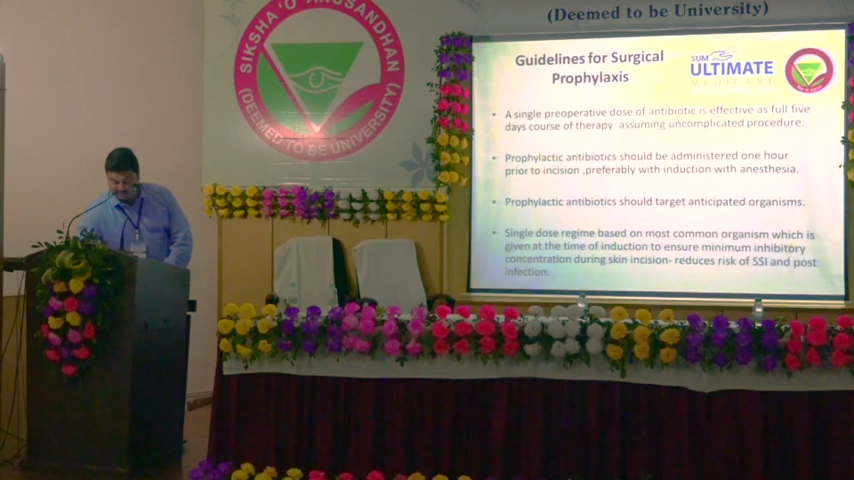 (Deemed to be University)
SIKSHA 'O' ANUSANDHAN
(DEEMED TO BE UNIVERSITY)
Guidelines for Surgical
Prophylaxis
SUM
ULTIMATE
MEDICARE
• A single preoperative dose of antibiotic is effective as full five
days course of therapy assuming uncomplicated procedure.
• Prophylactic antibiotics should be administered one hour
prior to incision ,preferably with induction with anesthesia.
• Prophylactic antibiotics should target anticipated organisms.
• Single dose regime based on most common organism which is
given at the time of induction to ensure minimum inhibitory
concentration during skin incision- reduces risk of SSI and post
infection.